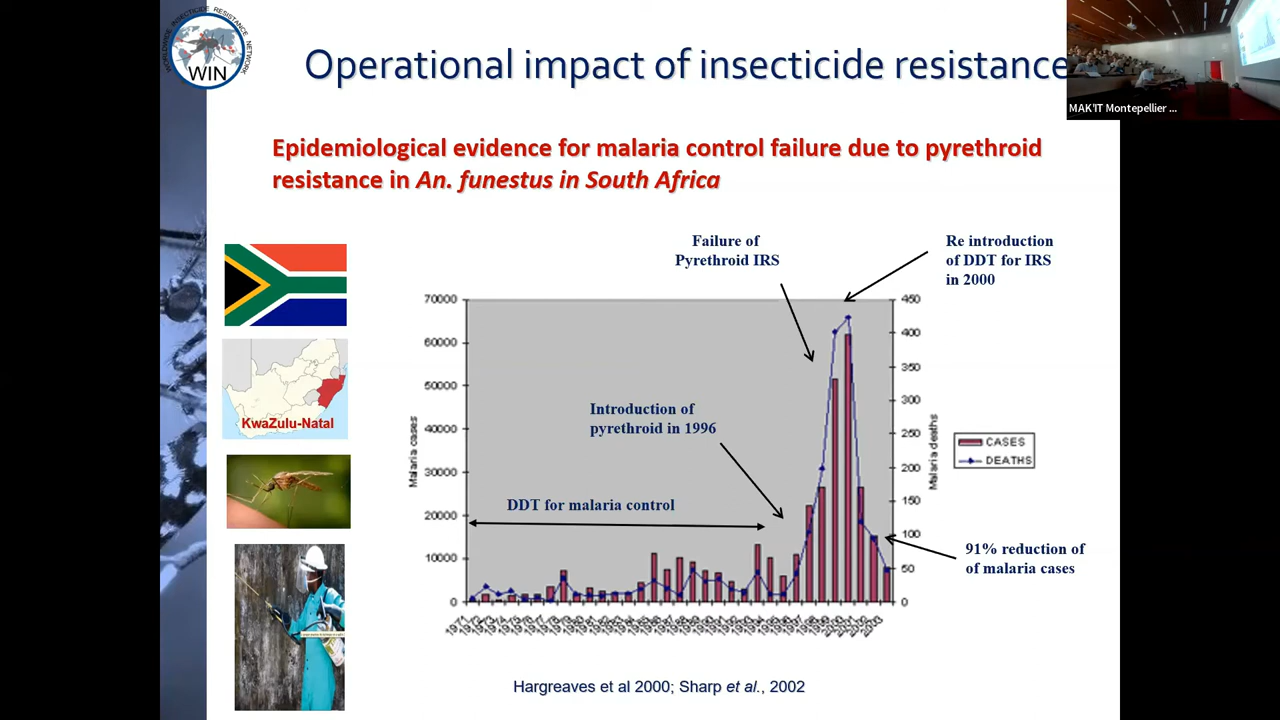 WORLDWIDE INSECTICIDE RESISTANCE NETWORK
WIN
Operational impact of insecticide resistance
MAK'IT Montepellier ...
Epidemiological evidence for malaria control failure due to pyrethroid
resistance in An. funestus in South Africa
Failure of
Pyrethroid IRS
Re introduction
of DDT for IRS
in 2000
KwaZulu-Natal
Introduction of
pyrethroid in 1996
DDT for malaria control
91% reduction of
of malaria cases
Malaria cases
70000
60000
50000
40000
30000
20000
10000
0
Malaria deaths
450
400
350
300
250
200
150
100
50
0
CASES
DEATHS
Hargreaves et al 2000; Sharp et al., 2002